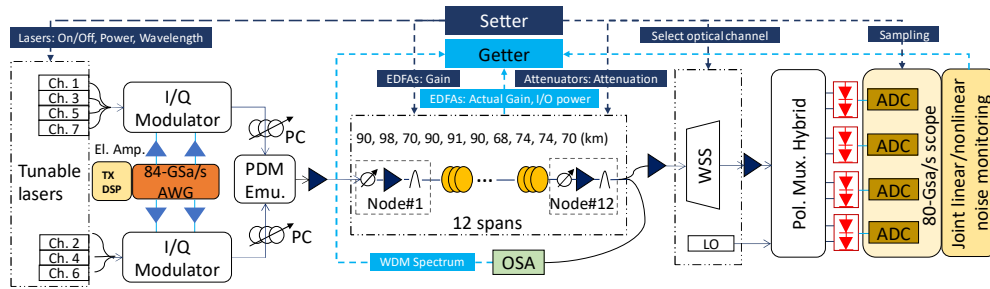 Setter
Lasers: On/Off, Power, Wavelength
Getter
Select optical channel
Sampling
EDFAs: Gain
Attenuators: Attenuation
EDFAs: Actual Gain, I/O power
Ch. 1
Ch. 3
Ch. 5
Ch. 7
I/Q
Modulator
PC
El. Amp.
Tunable
lasers
TX
DSP
84-GSa/s
AWG
PDM
Emu.
Ch. 2
Ch. 4
Ch. 6
I/Q
Modulator
PC
90, 98, 70, 90, 91, 90, 68, 74, 74, 70 (km)
Node#1
Node#12
12 spans
WDM Spectrum
OSA
WSS
LO
Pol. Mux. Hybrid
ADC
ADC
ADC
ADC
80-Gsa/s scope
Joint linear/nonlinear
noise monitoring